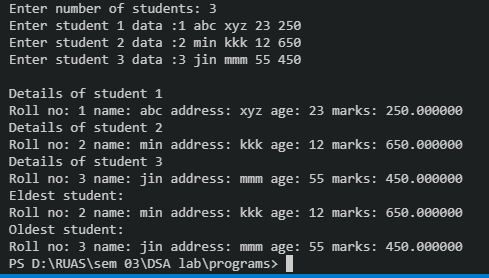 Enter number of students: 3
Enter student 1 data :1 abc xyz 23 250
Enter student 2 data :2 min kkk 12 650
Enter student 3 data :3 jin mmm 55 450
Details of student 1
Roll no: 1 name: abc address: xyz age: 23 marks: 250.000000
Details of student 2
Roll no: 2 name: min address: kkk age: 12 marks: 650.000000
Details of student 3
Roll no: 3 name: jin address: mmm age: 55 marks: 450.000000
Eldest student:
Roll no: 2 name: min address: kkk age: 12 marks: 650.000000
Oldest student:
Roll no: 3 name: jin address: mmm age: 55 marks: 450.000000
PS D:\RUAS\sem 03\DSA lab\programs>